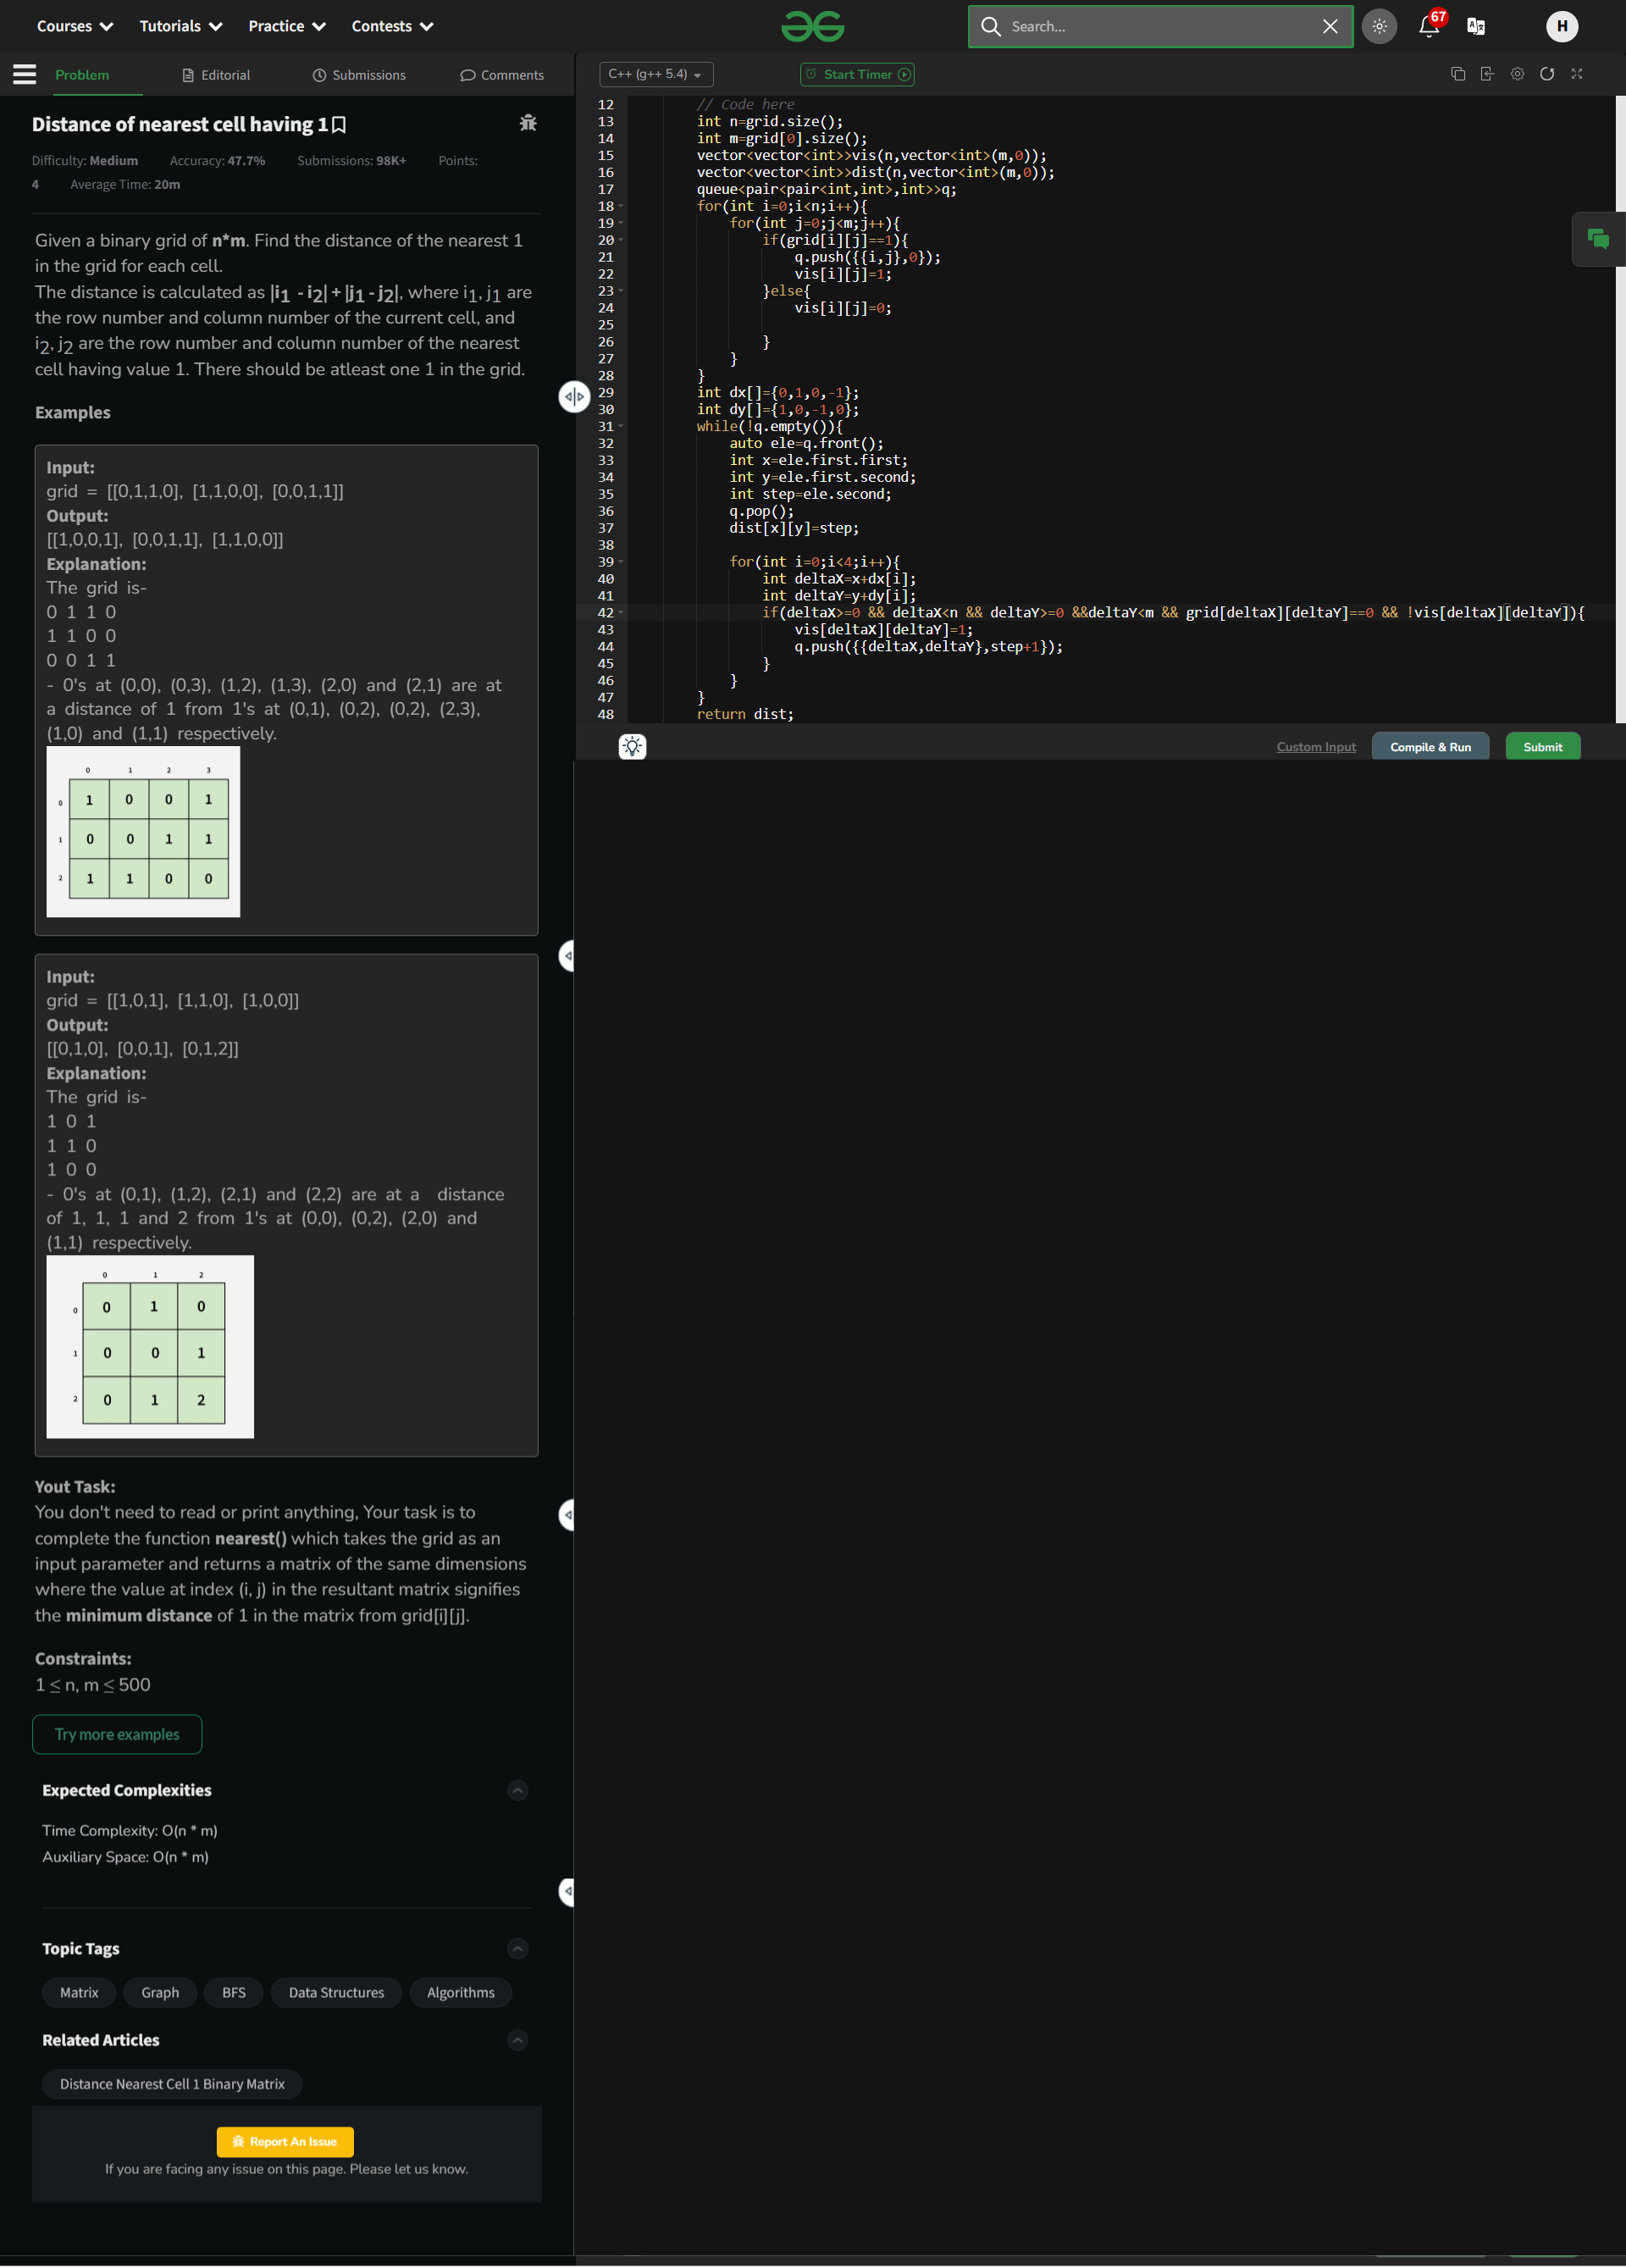 Courses Tutorials Practice Contests Search... 67 H
Problem Editorial Submissions Comments
Distance of nearest cell having 1
Difficulty: Medium Accuracy: 47.7% Submissions: 98K+ Points:
4 Average Time: 20m
Given a binary grid of n*m. Find the distance of the nearest 1
in the grid for each cell.
The distance is calculated as |i1 - i2| + |j1 - j2|, where i1, j1 are
the row number and column number of the current cell, and
i2, j2 are the row number and column number of the nearest
cell having value 1. There should be atleast one 1 in the grid.
Examples
Input:
grid = [[0,1,1,0], [1,1,0,0], [0,0,1,1]]
Output:
[[1,0,0,1], [0,0,1,1], [1,1,0,0]]
Explanation:
The grid is-
0 1 1 0
1 1 0 0
0 0 1 1
- 0's at (0,0), (0,3), (1,2), (1,3), (2,0) and (2,1) are at
a distance of 1 from 1's at (0,1), (0,2), (0,2), (2,3),
(1,0) and (1,1) respectively.
0 1 2 3
0 1 0 0 1
1 0 0 1 1
2 1 1 0 0
Input:
grid = [[1,0,1], [1,1,0], [1,0,0]]
Output:
[[0,1,0], [0,0,1], [0,1,2]]
Explanation:
The grid is-
1 0 1
1 1 0
1 0 0
- 0's at (0,1), (1,2), (2,1) and (2,2) are at a distance
of 1, 1, 1 and 2 from 1's at (0,0), (0,2), (2,0) and
(1,1) respectively.
0 1 2
0 0 1 0
1 0 0 1
2 0 1 2
Yout Task:
You don't need to read or print anything, Your task is to
complete the function nearest() which takes the grid as an
input parameter and returns a matrix of the same dimensions
where the value at index (i, j) in the resultant matrix signifies
the minimum distance of 1 in the matrix from grid[i][j].
Constraints:
1 ≤ n, m ≤ 500
Try more examples
Expected Complexities
Time Complexity: O(n * m)
Auxiliary Space: O(n * m)
Topic Tags
Matrix Graph BFS Data Structures Algorithms
Related Articles
Distance Nearest Cell 1 Binary Matrix
Report An Issue
If you are facing any issue on this page. Please let us know.
C++ (g++ 5.4) Start Timer
12 // Code here
13 int n=grid.size();
14 int m=grid[0].size();
15 vector<vector<int>>vis(n,vector<int>(m,0));
16 vector<vector<int>>dist(n,vector<int>(m,0));
17 queue<pair<pair<int,int>,int>>q;
18 for(int i=0;i<n;i++){
19 for(int j=0;j<m;j++){
20 if(grid[i][j]==1){
21 q.push({{i,j},0});
22 vis[i][j]=1;
23 }else{
24 vis[i][j]=0;
25
26 }
27 }
28 }
29 int dx[]={0,1,0,-1};
30 int dy[]={1,0,-1,0};
31 while(!q.empty()){
32 auto ele=q.front();
33 int x=ele.first.first;
34 int y=ele.first.second;
35 int step=ele.second;
36 q.pop();
37 dist[x][y]=step;
38
39 for(int i=0;i<4;i++){
40 int deltaX=x+dx[i];
41 int deltaY=y+dy[i];
42 if(deltaX>=0 && deltaX<n && deltaY>=0 &&deltaY<m && grid[deltaX][deltaY]==0 && !vis[deltaX][deltaY]){
43 vis[deltaX][deltaY]=1;
44 q.push({{deltaX,deltaY},step+1});
45 }
46 }
47 }
48 return dist;
Custom Input Compile & Run Submit